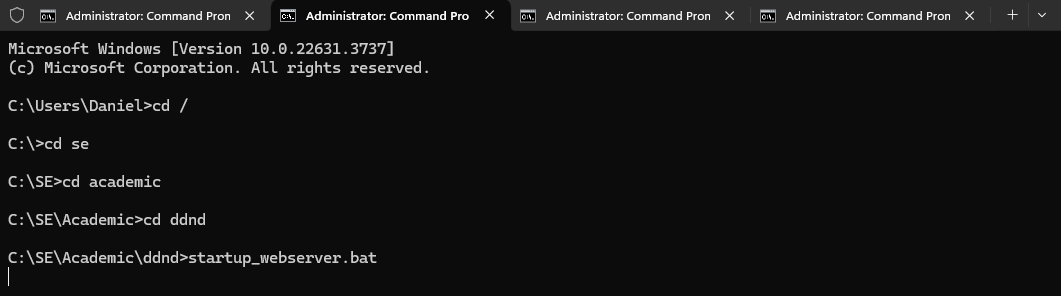 Administrator: Command Pron
Administrator: Command Pro
Administrator: Command Pron
Administrator: Command Pron
Microsoft Windows [Version 10.0.22631.3737]
(c) Microsoft Corporation. All rights reserved.
C:\Users\Daniel>cd /
C:\>cd se
C:\SE>cd academic
C:\SE\Academic>cd ddnd
C:\SE\Academic\ddnd>startup_webserver.bat